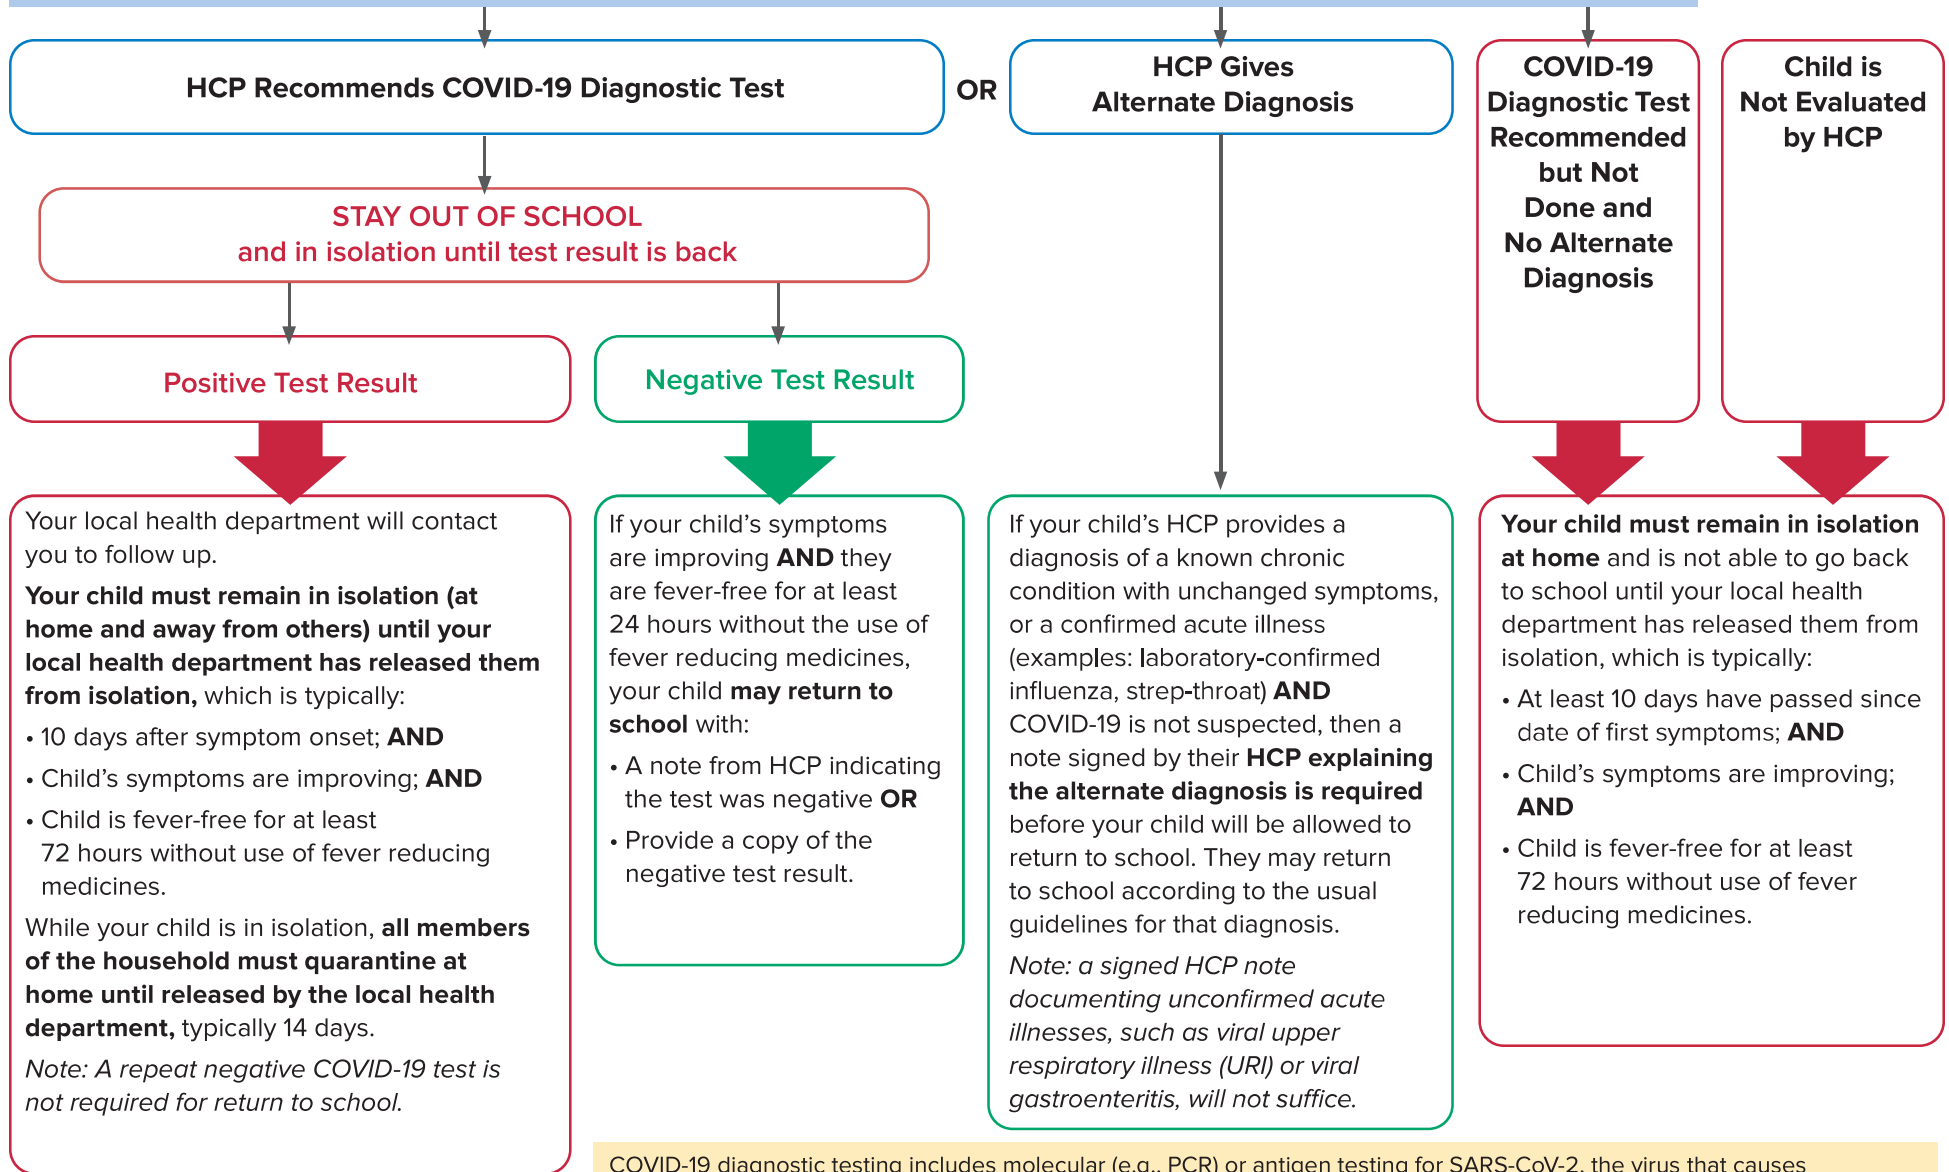 HCP Recommends COVID-19 Diagnostic Test
OR
HCP Gives
Alternate Diagnosis
COVID-19
Diagnostic Test
Recommended
but Not
Done and
No Alternate
Diagnosis
Child is
Not Evaluated
by HCP
STAY OUT OF SCHOOL
and in isolation until test result is back
Positive Test Result
Negative Test Result
Your local health department will contact
you to follow up.
Your child must remain in isolation (at
home and away from others) until your
local health department has released them
from isolation, which is typically:
• 10 days after symptom onset; AND
• Child’s symptoms are improving; AND
• Child is fever-free for at least
72 hours without use of fever reducing
medicines.
While your child is in isolation, all members
of the household must quarantine at
home until released by the local health
department, typically 14 days.
Note: A repeat negative COVID-19 test is
not required for return to school.
If your child’s symptoms
are improving AND they
are fever-free for at least
24 hours without the use of
fever reducing medicines,
your child may return to
school with:
• A note from HCP indicating
the test was negative OR
• Provide a copy of the
negative test result.
If your child’s HCP provides a
diagnosis of a known chronic
condition with unchanged symptoms,
or a confirmed acute illness
(examples: laboratory-confirmed
influenza, strep-throat) AND
COVID-19 is not suspected, then a
note signed by their HCP explaining
the alternate diagnosis is required
before your child will be allowed to
return to school. They may return
to school according to the usual
guidelines for that diagnosis.
Note: a signed HCP note
documenting unconfirmed acute
illnesses, such as viral upper
respiratory illness (URI) or viral
gastroenteritis, will not suffice.
Your child must remain in isolation
at home and is not able to go back
to school until your local health
department has released them from
isolation, which is typically:
• At least 10 days have passed since
date of first symptoms; AND
• Child’s symptoms are improving;
AND
• Child is fever-free for at least
72 hours without use of fever
reducing medicines.
COVID-19 diagnostic testing includes molecular (e.g., PCR) or antigen testing for SARS-CoV-2, the virus that causes